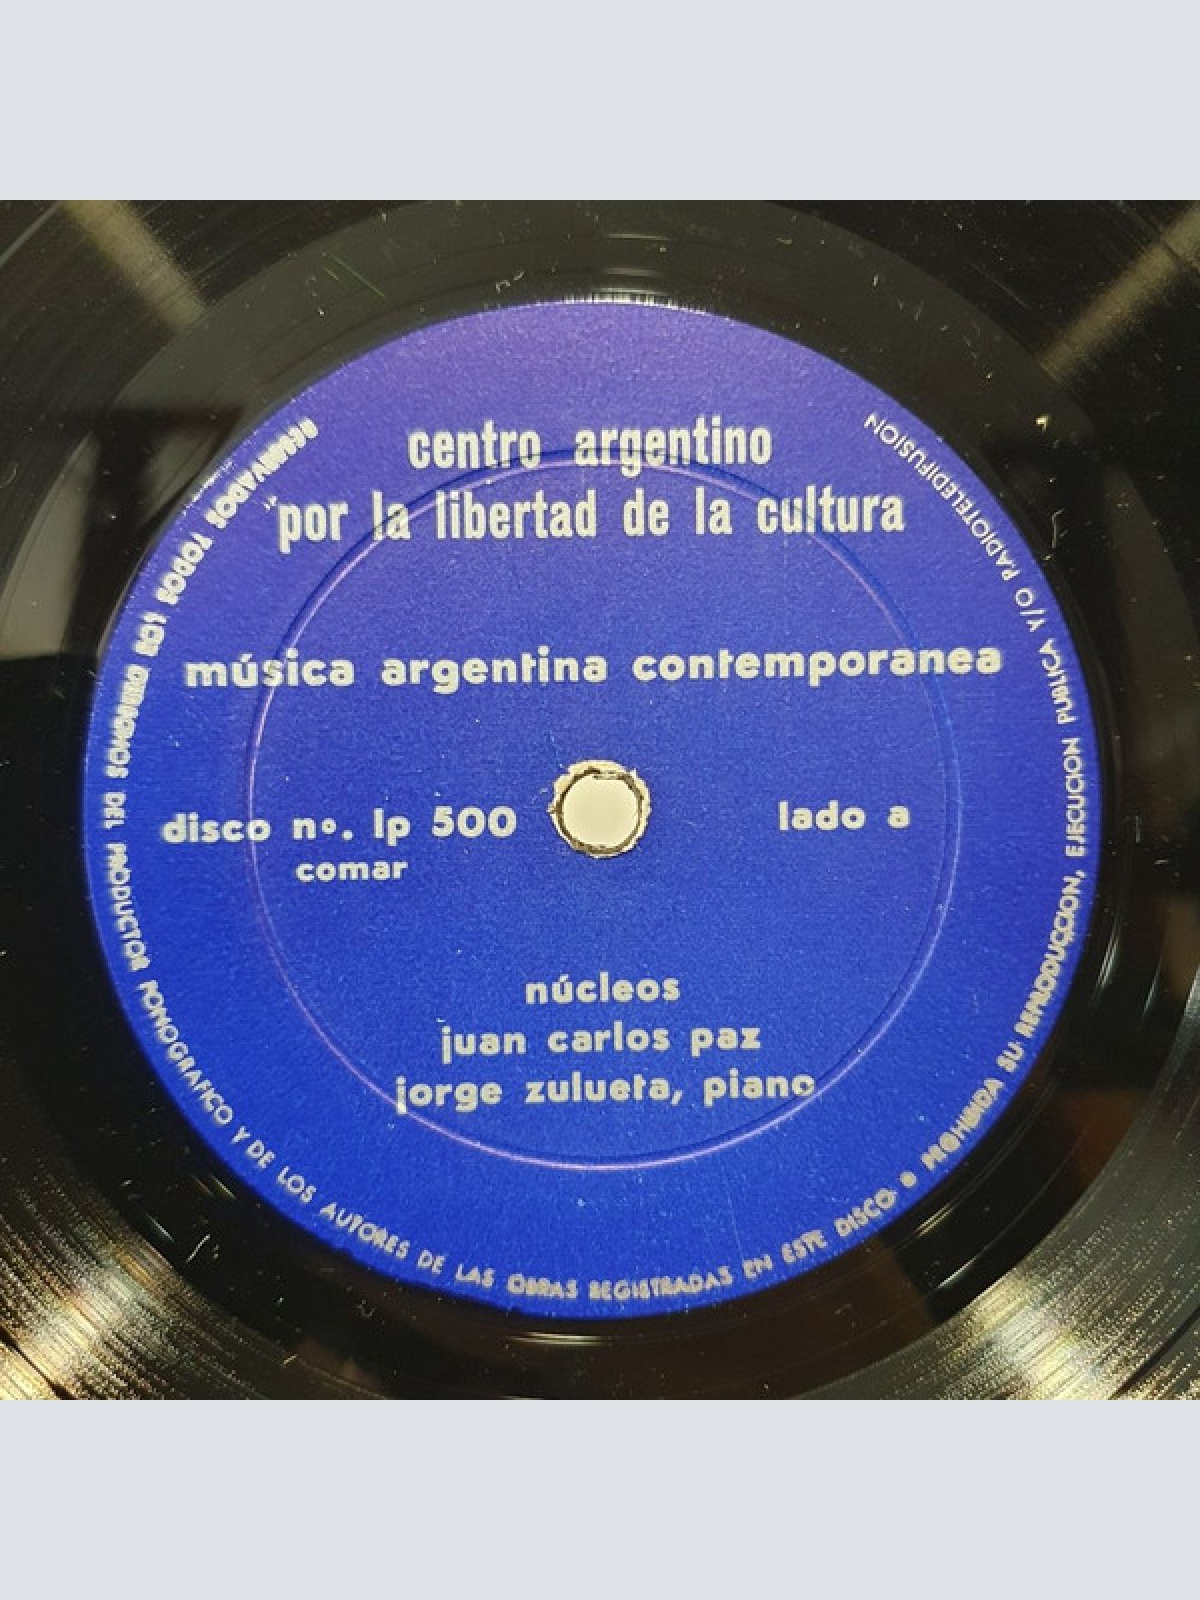 centro argentino
por la libertad de la cultura
música argentina contemporanea
disco nº. lp 500
comar
lado a
núcleos
juan carlos paz
jorge zulueta, piano
RESERVADOS TODOS LOS DERECHOS DEL PRODUCTOR FONOGRAFICO Y DE LOS AUTORES DE LAS OBRAS REGISTRADAS EN ESTE DISCO • PROHIBIDA SU REPRODUCCION, EJECUCION PUBLICA Y/O RADIOTELEDIFUSION